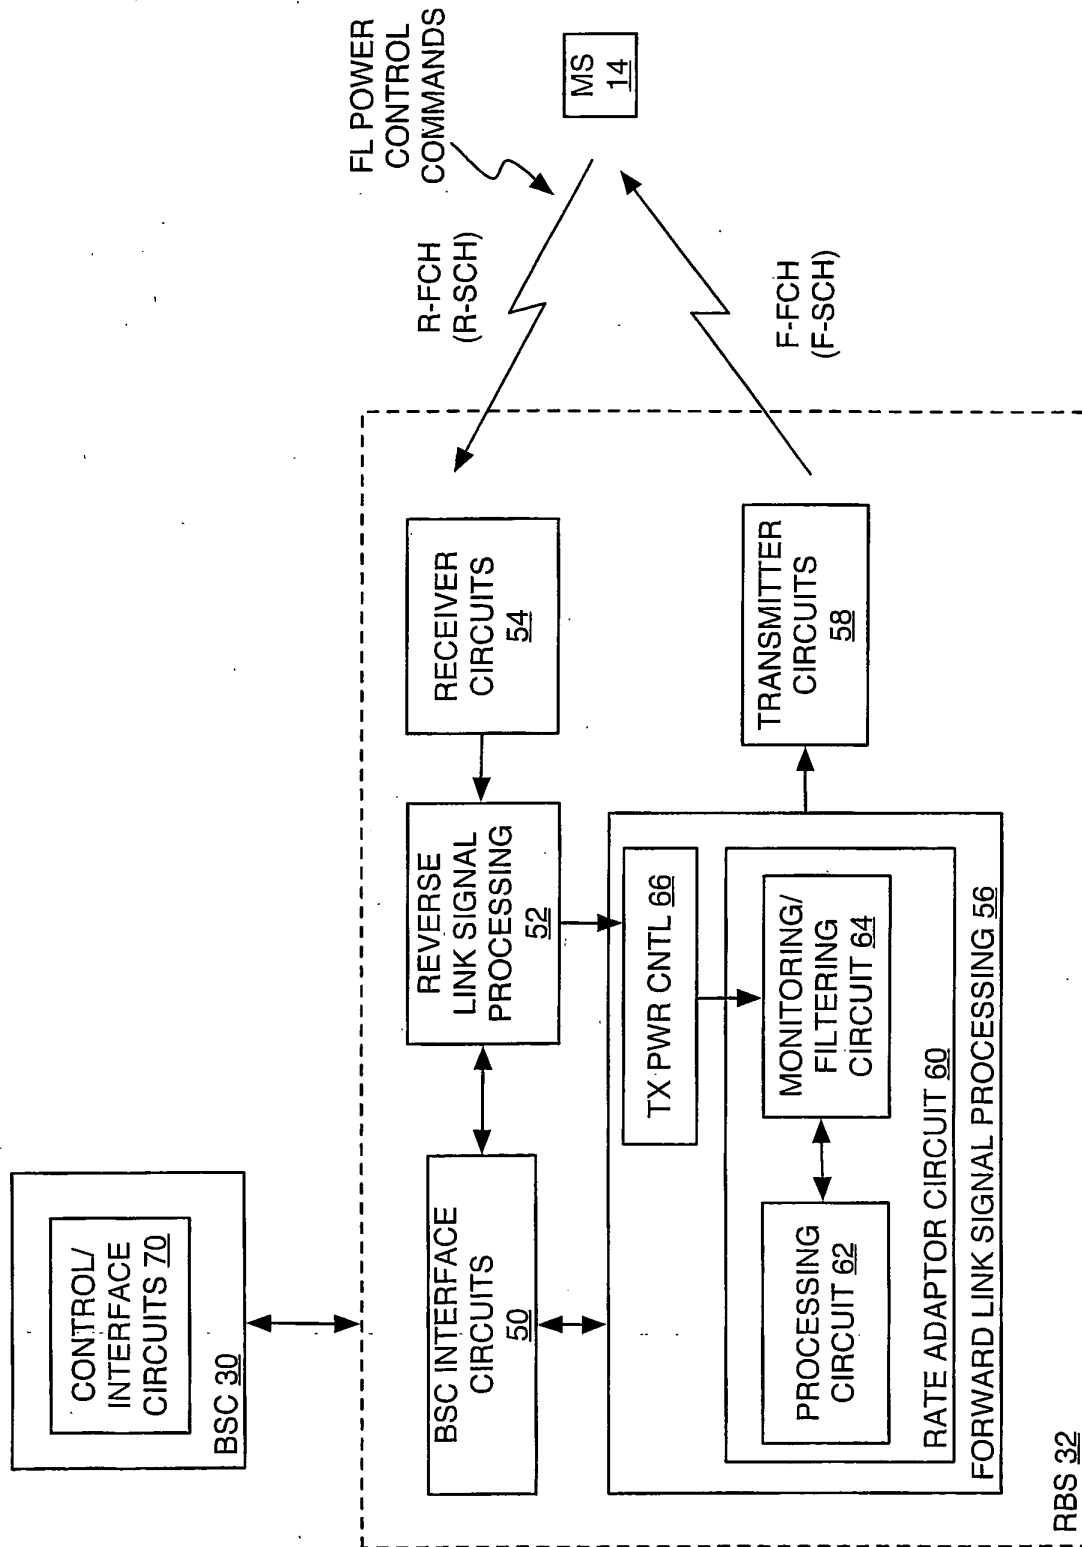 CONTROL/
INTERFACE
CIRCUITS 70
BSC 30
BSC INTERFACE
CIRCUITS
50
REVERSE
LINK SIGNAL
PROCESSING
52
RECEIVER
CIRCUITS
54
R-FCH
(R-SCH)
FL POWER
CONTROL
COMMANDS
MS
14
F-FCH
(F-SCH)
TX PWR CNTL 66
MONITORING/
FILTERING
CIRCUIT 64
PROCESSING
CIRCUIT 62
RATE ADAPTOR CIRCUIT 60
FORWARD LINK SIGNAL PROCESSING 56
TRANSMITTER
CIRCUITS
58
RBS 32